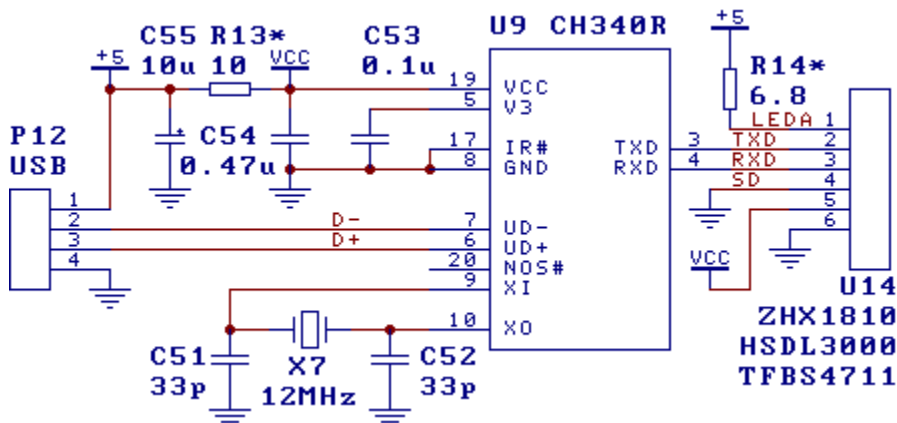 U9 CH340R
C55 R13* C53
+5 10u 10 VCC 0.1u
+5
R14*
6.8
P12
USB
C54
0.47u
19 VCC
5 V3
17 IR#
8 GND
TXD 3
RXD 4
LEDA 1
TXD 2
RXD 3
SD 4
5
6
1
2 D- 7 UD-
3 D+ 6 UD+
4
20 NOS#
9 XI
10 XO
VCC
C51
33p
X7
12MHz
C52
33p
U14
ZHX1810
HSDL3000
TFBS4711